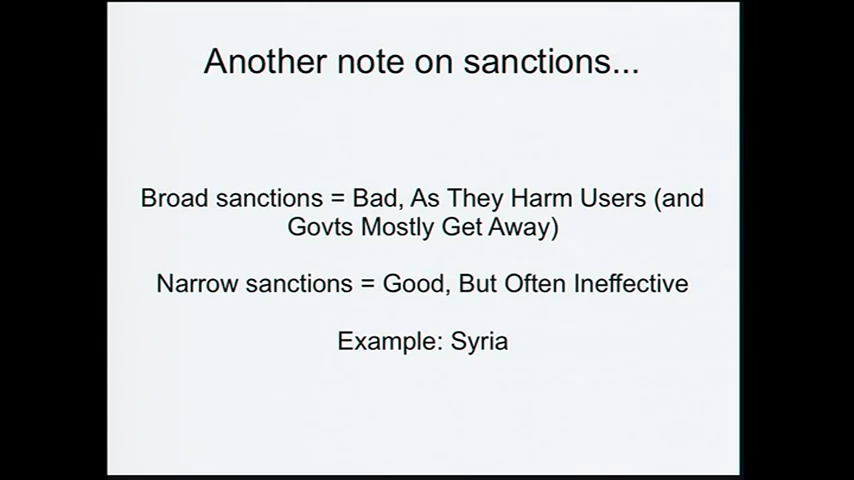 Another note on sanctions...
Broad sanctions = Bad, As They Harm Users (and
Govts Mostly Get Away)
Narrow sanctions = Good, But Often Ineffective
Example: Syria